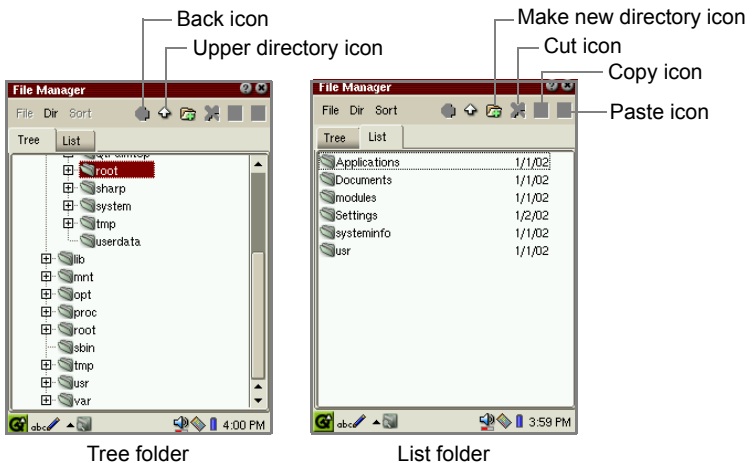 Back icon
Upper directory icon
Make new directory icon
Cut icon
Copy icon
Paste icon
File Manager
File Dir Sort
Tree List
QtPalmtop
root
sharp
system
tmp
userdata
lib
mnt
opt
proc
root
sbin
tmp
usr
var
abc 4:00 PM
Tree folder
File Manager
File Dir Sort
Tree List
Applications 1/1/02
Documents 1/1/02
modules 1/1/02
Settings 1/2/02
systeminfo 1/1/02
usr 1/1/02
abc 3:59 PM
List folder